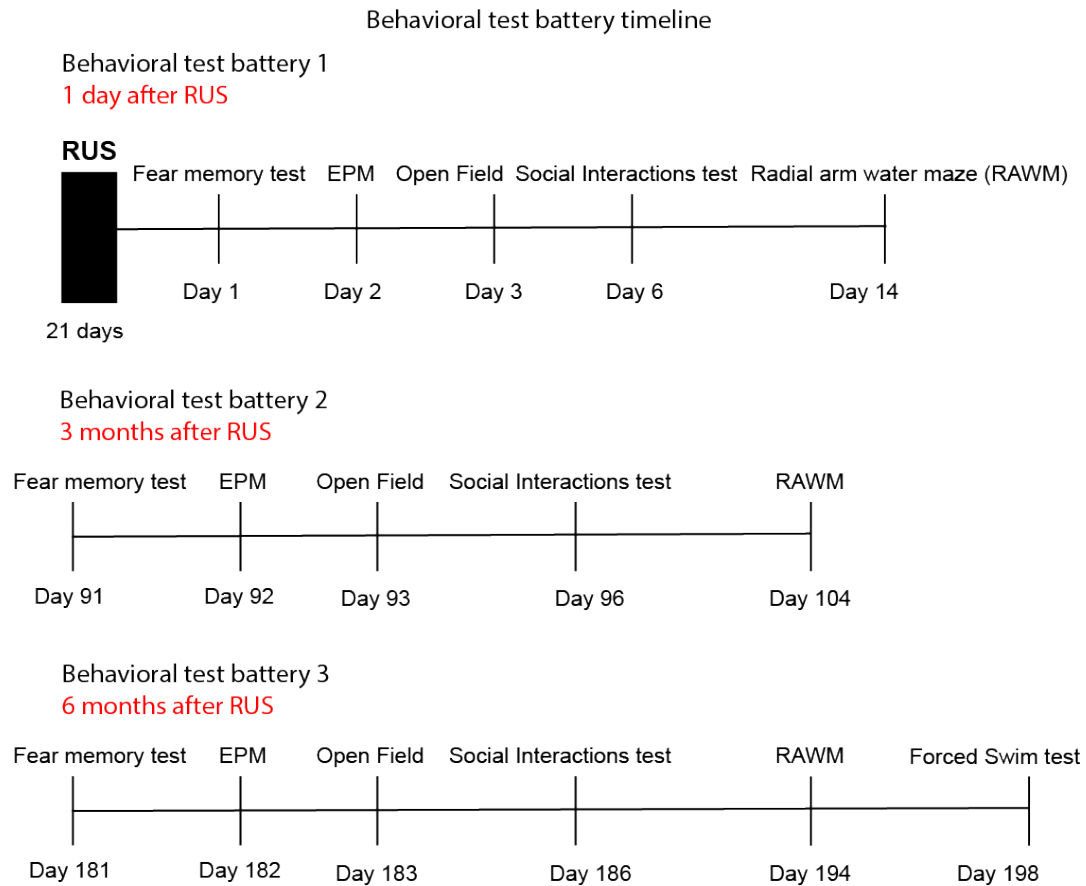 Behavioral test battery timeline
Behavioral test battery 1
1 day after RUS
RUS
Fear memory test EPM Open Field Social Interactions test Radial arm water maze (RAWM)
Day 1 Day 2 Day 3 Day 6 Day 14
21 days
Behavioral test battery 2
3 months after RUS
Fear memory test EPM Open Field Social Interactions test RAWM
Day 91 Day 92 Day 93 Day 96 Day 104
Behavioral test battery 3
6 months after RUS
Fear memory test EPM Open Field Social Interactions test RAWM Forced Swim test
Day 181 Day 182 Day 183 Day 186 Day 194 Day 198